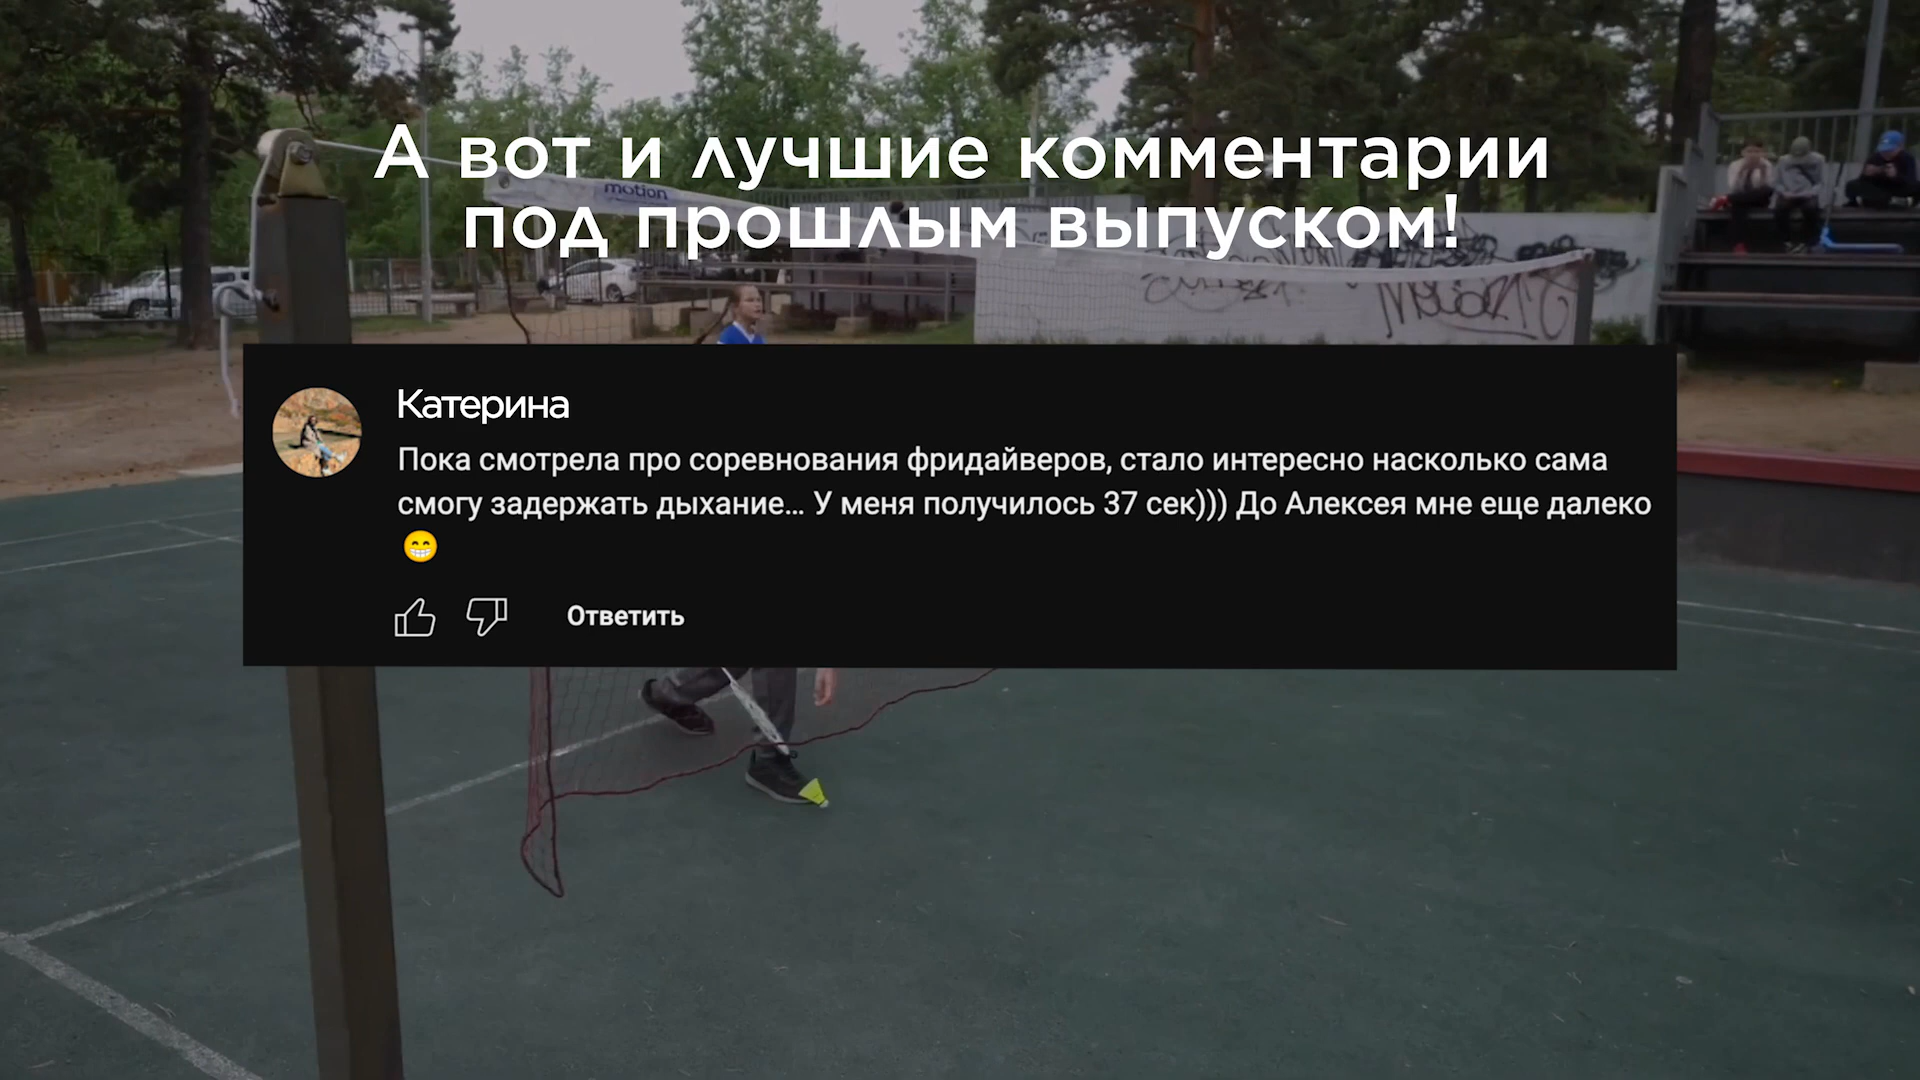 А вот и лучшие комментарии
motion
под прошлым выпуском!
Катерина
Пока смотрела про соревнования фридайверов, стало интересно насколько сама
смогу задержать дыхание... У меня получилось 37 сек))) До Алексея мне еще далеко
😁
Ответить